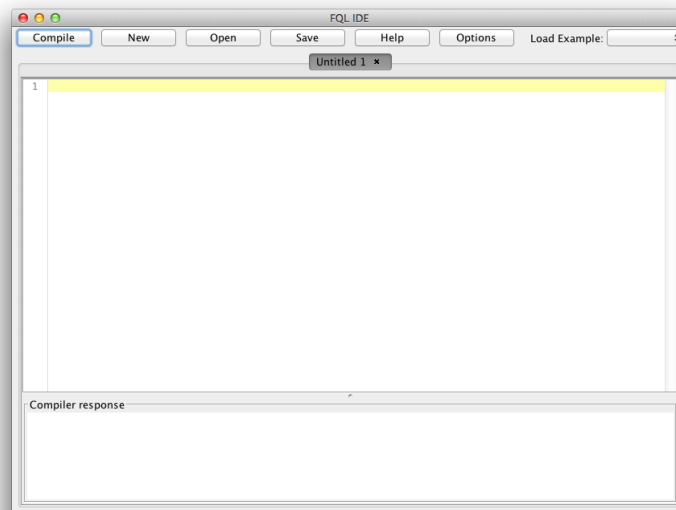 FQL IDE
Compile New Open Save Help Options Load Example:
Untitled 1 ×
1
Compiler response